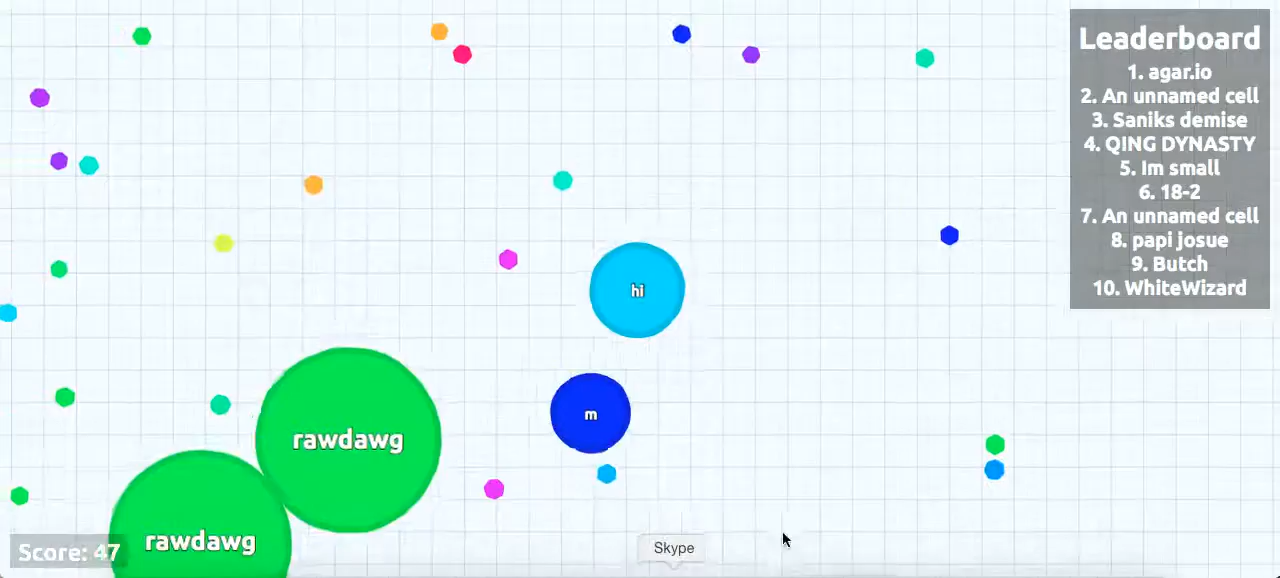 Leaderboard
1. agar.io
2. An unnamed cell
3. Saniks demise
4. QING DYNASTY
5. Im small
6. 18-2
7. An unnamed cell
8. papi josue
9. Butch
10. WhiteWizard
hi
m
rawdawg
rawdawg
Score: 47
Skype